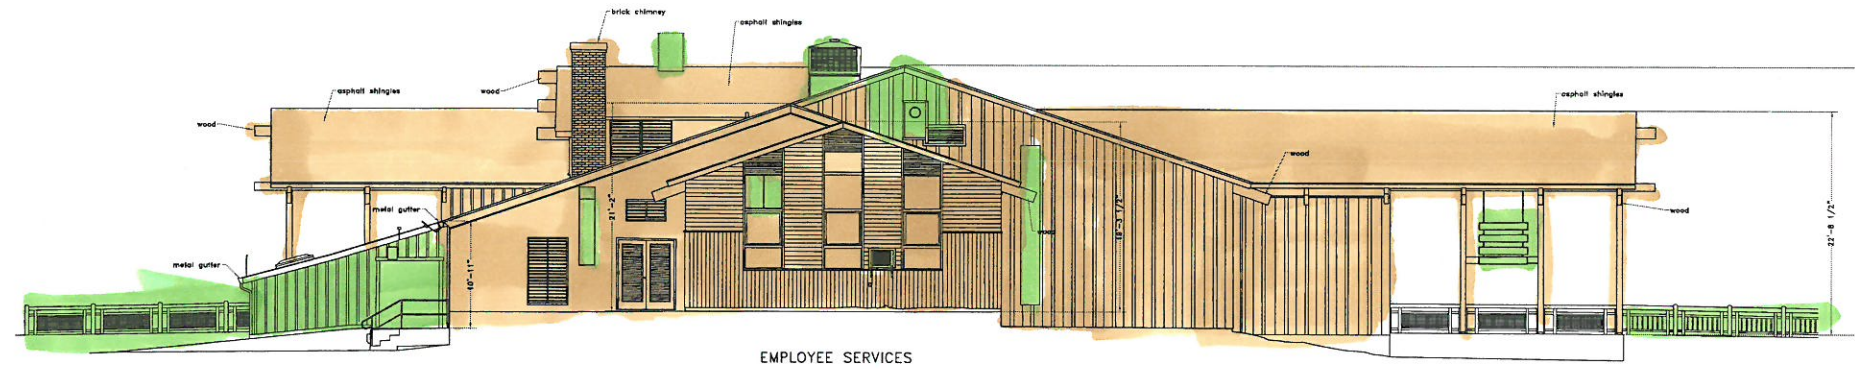 brick chimney
asphalt shingles
wood
asphalt shingles
asphalt shingles
wood
wood
metal gutter
21'-2"
18'-3 1/2"
wood
wood
22'-8 1/2"
metal gutter
10'-11"
EMPLOYEE SERVICES